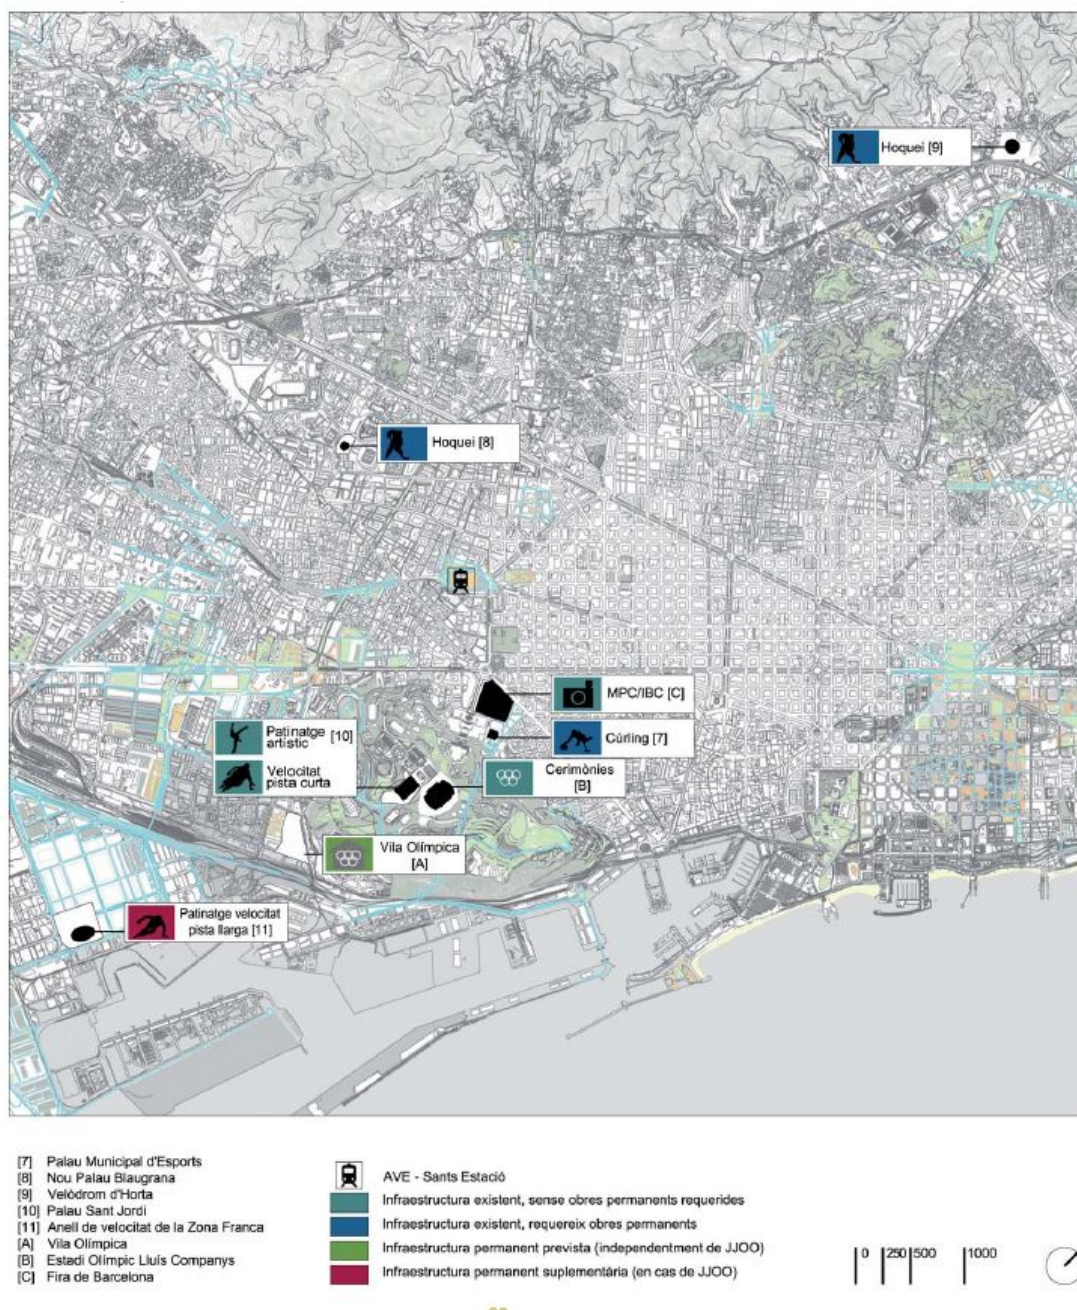 Hoquei [9]
Hoquei [8]
MPC/IBC [C]
Patinatge
artístic [10]
Cúrling [7]
Velocitat
pista curta
Cerimònies
[B]
Vila Olímpica
[A]
Patinatge velocitat
pista llarga [11]
[7] Palau Municipal d'Esports
[8] Nou Palau Blaugrana
[9] Velòdrom d'Horta
[10] Palau Sant Jordi
[11] Anell de velocitat de la Zona Franca
[A] Vila Olímpica
[B] Estadi Olímpic Lluís Companys
[C] Fira de Barcelona
AVE - Sants Estació
Infraestructura existent, sense obres permanents requerides
Infraestructura existent, requereix obres permanents
Infraestructura permanent prevista (independentment de JJOO)
Infraestructura permanent suplementària (en cas de JJOO)
0 250 500 1000